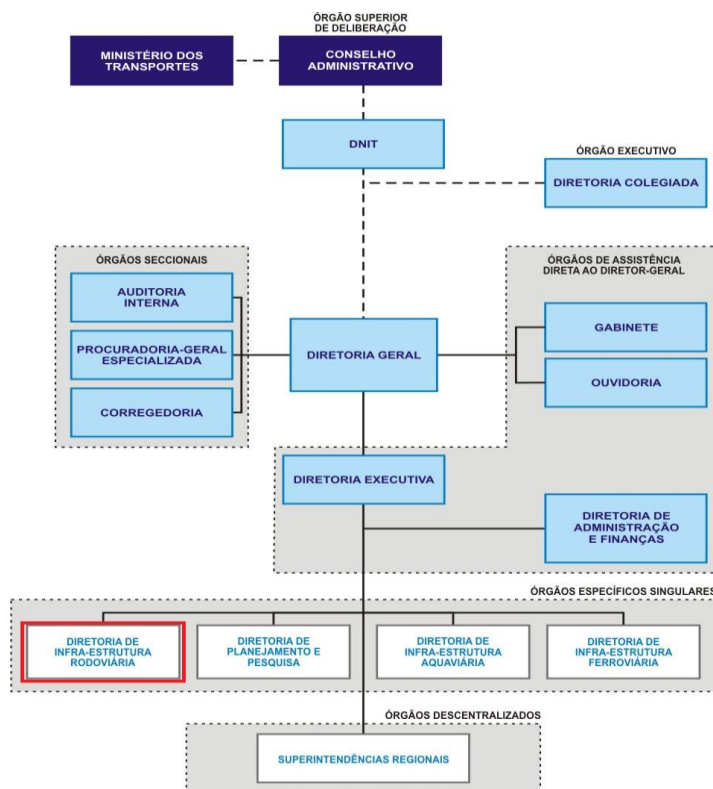 ÓRGÃO SUPERIOR
DE DELIBERAÇÃO
MINISTÉRIO DOS
TRANSPORTES
CONSELHO
ADMINISTRATIVO
DNIT
ÓRGÃO EXECUTIVO
DIRETORIA COLEGIADA
ÓRGÃOS SECCIONAIS
AUDITORIA
INTERNA
PROCURADORIA-GERAL
ESPECIALIZADA
CORREGEDORIA
DIRETORIA GERAL
ÓRGÃOS DE ASSISTÊNCIA
DIRETA AO DIRETOR-GERAL
GABINETE
OUVIDORIA
DIRETORIA EXECUTIVA
DIRETORIA DE
ADMINISTRAÇÃO
E FINANÇAS
ÓRGÃOS ESPECÍFICOS SINGULARES
DIRETORIA DE
INFRA-ESTRUTURA
RODOVIÁRIA
DIRETORIA DE
PLANEJAMENTO E
PESQUISA
DIRETORIA DE
INFRA-ESTRUTURA
AQUAVIÁRIA
DIRETORIA DE
INFRA-ESTRUTURA
FERROVIÁRIA
ÓRGÃOS DESCENTRALIZADOS
SUPERINTENDÊNCIAS REGIONAIS